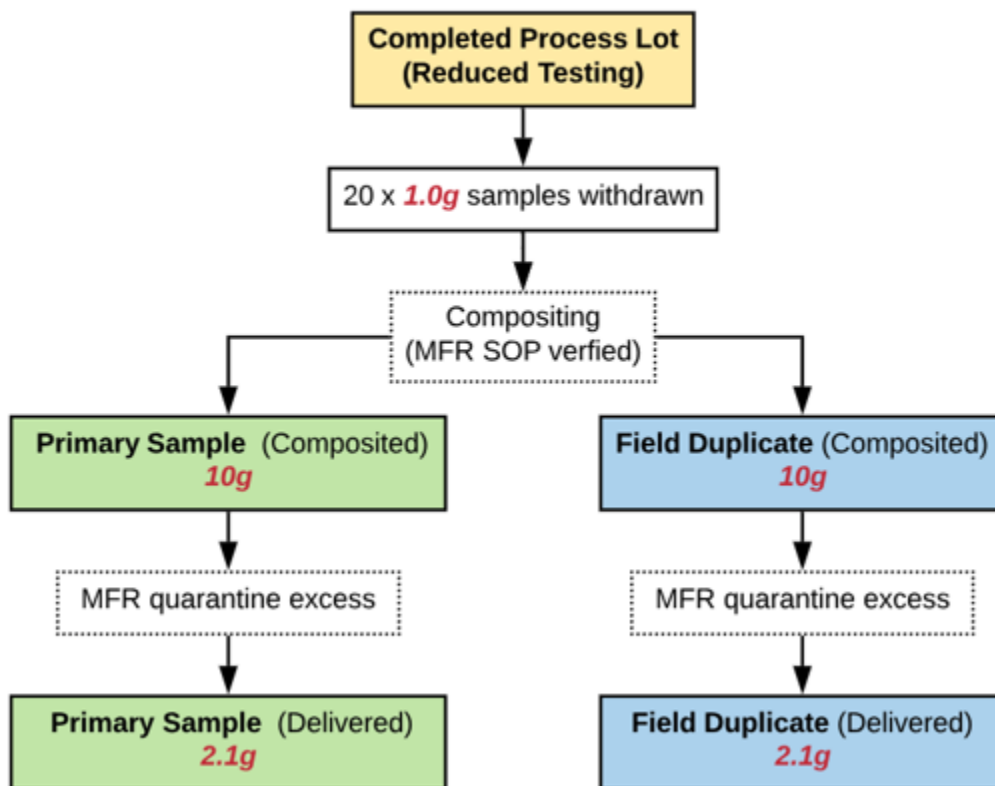 Completed Process Lot
(Reduced Testing)
20 x 1.0g samples withdrawn
Compositing
(MFR SOP verfied)
Primary Sample (Composited)
10g
Field Duplicate (Composited)
10g
MFR quarantine excess
MFR quarantine excess
Primary Sample (Delivered)
2.1g
Field Duplicate (Delivered)
2.1g